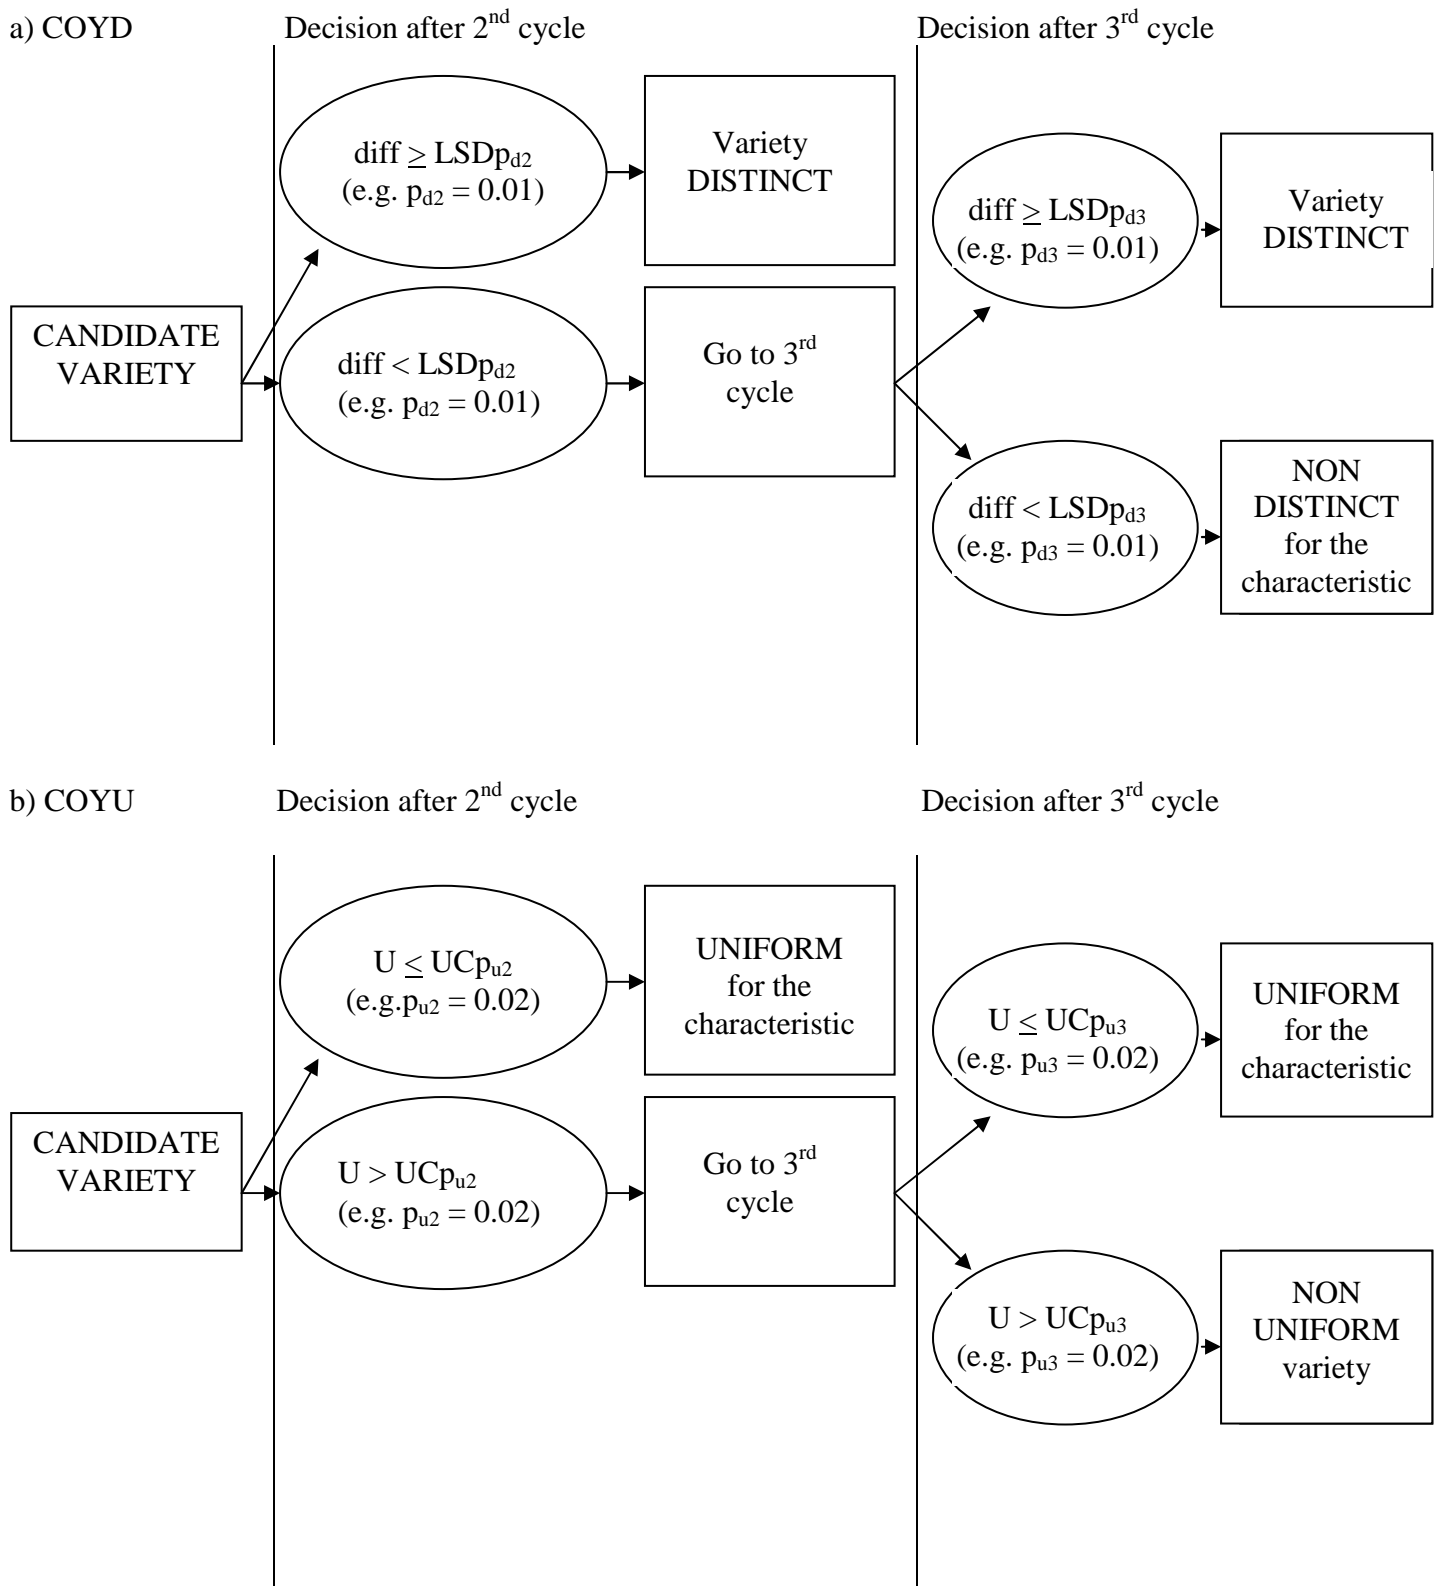 a) COYD
Decision after 2nd cycle
Decision after 3rd cycle
CANDIDATE
VARIETY
diff ≥ LSDpd2
(e.g. pd2 = 0.01)
Variety
DISTINCT
diff < LSDpd2
(e.g. pd2 = 0.01)
Go to 3rd
cycle
diff ≥ LSDpd3
(e.g. pd3 = 0.01)
Variety
DISTINCT
diff < LSDpd3
(e.g. pd3 = 0.01)
NON
DISTINCT
for the
characteristic
b) COYU
Decision after 2nd cycle
Decision after 3rd cycle
CANDIDATE
VARIETY
U ≤ UCpu2
(e.g.pu2 = 0.02)
UNIFORM
for the
characteristic
U > UCpu2
(e.g. pu2 = 0.02)
Go to 3rd
cycle
U ≤ UCpu3
(e.g. pu3 = 0.02)
UNIFORM
for the
characteristic
U > UCpu3
(e.g. pu3 = 0.02)
NON
UNIFORM
variety